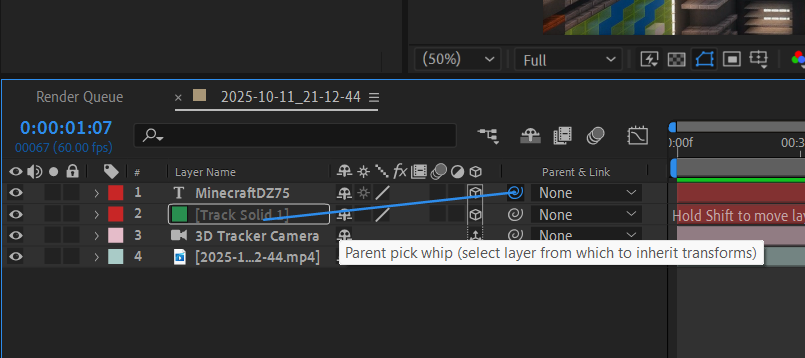 (50%)
Full
Render Queue
× 2025-10-11_21-12-44
0:00:01:07
00067 (60.00 fps)
:00f
00:3
# Layer Name
fx
Parent & Link
1 T MinecraftDZ75
None
2 [Track Solid 1]
None
Hold Shift to move lay
3 3D Tracker Camera
None
4 [2025-1...2-44.mp4]
Parent pick whip (select layer from which to inherit transforms)